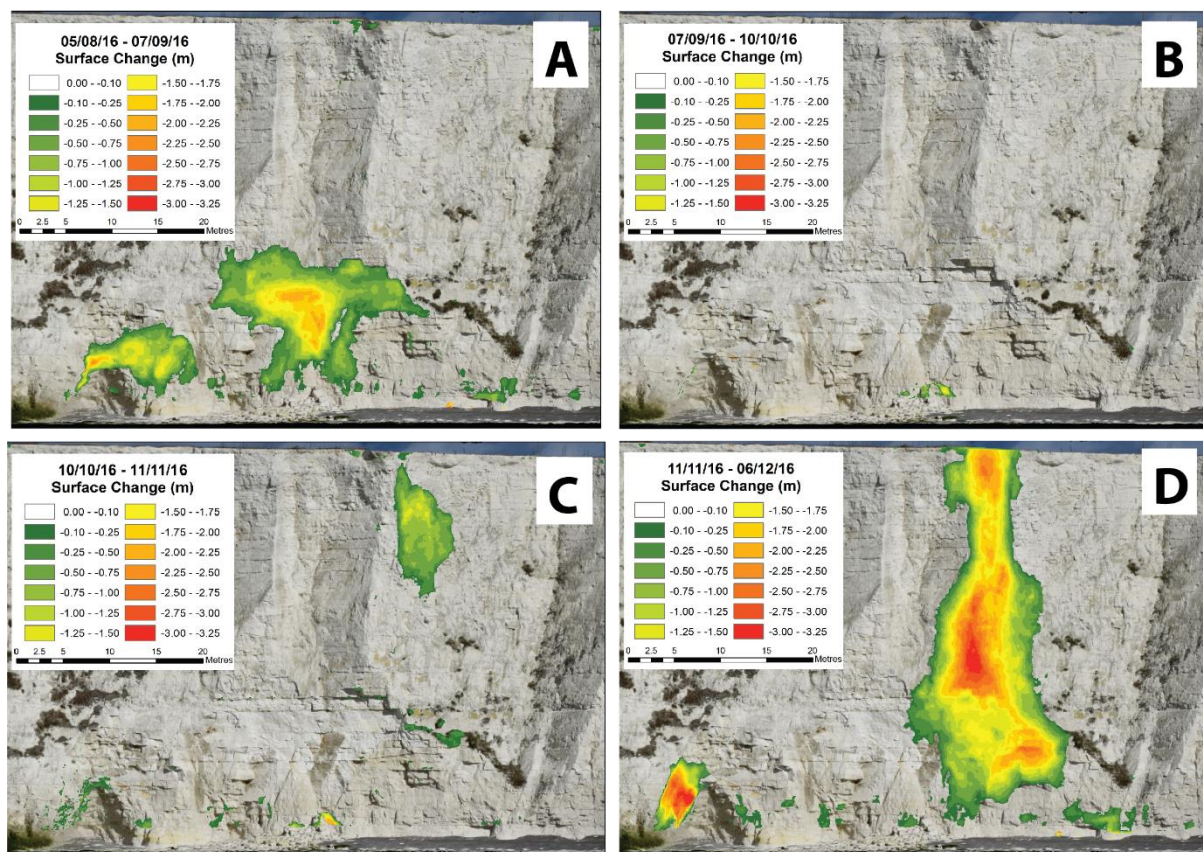 05/08/16 - 07/09/16
Surface Change (m)
0.00 - -0.10 -1.50 - -1.75
-0.10 - -0.25 -1.75 - -2.00
-0.25 - -0.50 -2.00 - -2.25
-0.50 - -0.75 -2.25 - -2.50
-0.75 - -1.00 -2.50 - -2.75
-1.00 - -1.25 -2.75 - -3.00
-1.25 - -1.50 -3.00 - -3.25
0 2.5 5 10 15 20
Metres
A
07/09/16 - 10/10/16
Surface Change (m)
0.00 - -0.10 -1.50 - -1.75
-0.10 - -0.25 -1.75 - -2.00
-0.25 - -0.50 -2.00 - -2.25
-0.50 - -0.75 -2.25 - -2.50
-0.75 - -1.00 -2.50 - -2.75
-1.00 - -1.25 -2.75 - -3.00
-1.25 - -1.50 -3.00 - -3.25
0 2.5 5 10 15 20
Metres
B
10/10/16 - 11/11/16
Surface Change (m)
0.00 - -0.10 -1.50 - -1.75
-0.10 - -0.25 -1.75 - -2.00
-0.25 - -0.50 -2.00 - -2.25
-0.50 - -0.75 -2.25 - -2.50
-0.75 - -1.00 -2.50 - -2.75
-1.00 - -1.25 -2.75 - -3.00
-1.25 - -1.50 -3.00 - -3.25
0 2.5 5 10 15 20
Metres
C
11/11/16 - 06/12/16
Surface Change (m)
0.00 - -0.10 -1.50 - -1.75
-0.10 - -0.25 -1.75 - -2.00
-0.25 - -0.50 -2.00 - -2.25
-0.50 - -0.75 -2.25 - -2.50
-0.75 - -1.00 -2.50 - -2.75
-1.00 - -1.25 -2.75 - -3.00
-1.25 - -1.50 -3.00 - -3.25
0 2.5 5 10 15 20
Metres
D